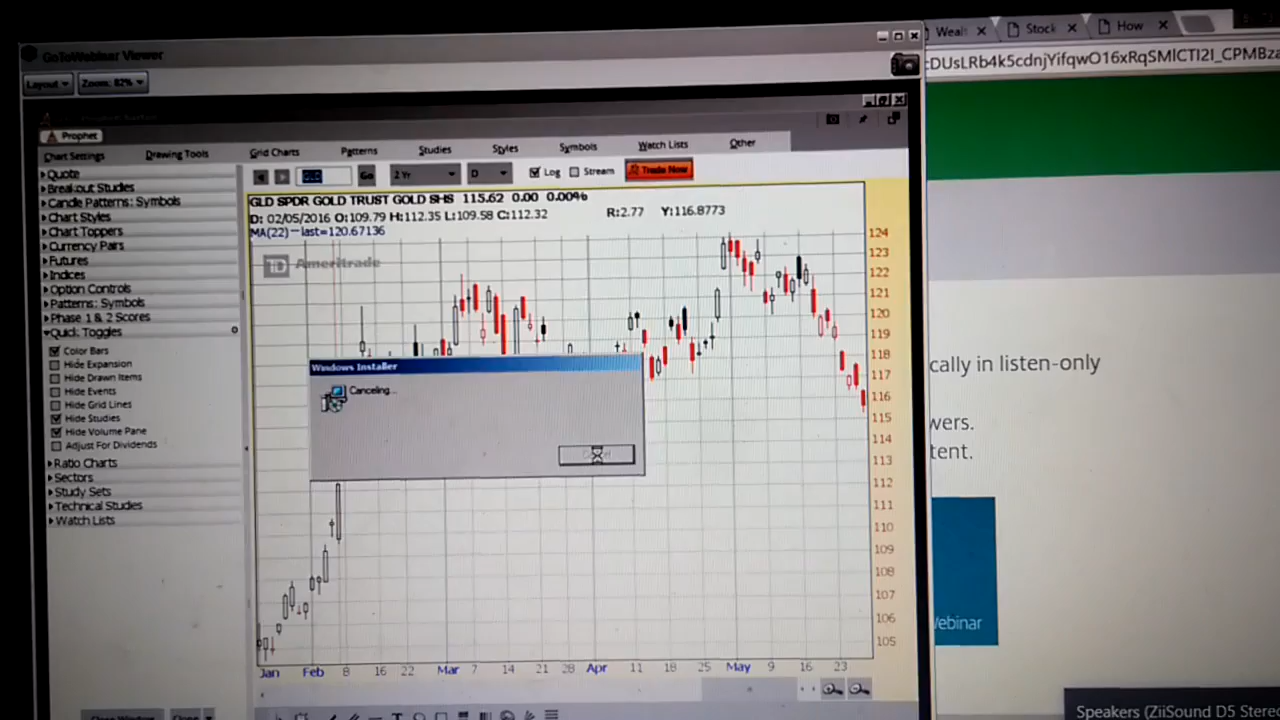 GoToWebinar Viewer
Layout
Zoom: 82%
Weal
Stock
How
DUsLRb4k5cdnjYifqwO16xRqSMlCTI2I_CPMBza
Prophet
Chart Settings
Drawing Tools
Grid Charts
Patterns
Studies
Styles
Symbols
Watch Lists
Other
GLD
Go
2 Yr
D
Log
Stream
Trade Now
Quote
Breakout Studies
Candle Patterns: Symbols
Chart Styles
Chart Toppers
Currency Pairs
Futures
Indices
Option Controls
Patterns: Symbols
Phase 1 & 2 Scores
Quick Toggles
Color Bars
Hide Expansion
Hide Drawn Items
Hide Events
Hide Grid Lines
Hide Studies
Hide Volume Pane
Adjust For Dividends
Ratio Charts
Sectors
Study Sets
Technical Studies
Watch Lists
GLD SPDR GOLD TRUST GOLD SHS 115.62 0.00 0.00%
D: 02/05/2016 O:109.79 H:112.35 L:109.58 C:112.32 R:2.77 Y:116.8773
MA(22) last=120.67136
TD Ameritrade
124
123
122
121
120
119
118
117
116
115
114
113
112
111
110
109
108
107
106
105
Windows Installer
Canceling...
Jan Feb 8 16 22 Mar 7 14 21 28 Apr 11 18 25 May 9 16 23
cally in listen-only
wers.
tent.
Webinar
Speakers (ZiiSound D5 Stereo
Close Window